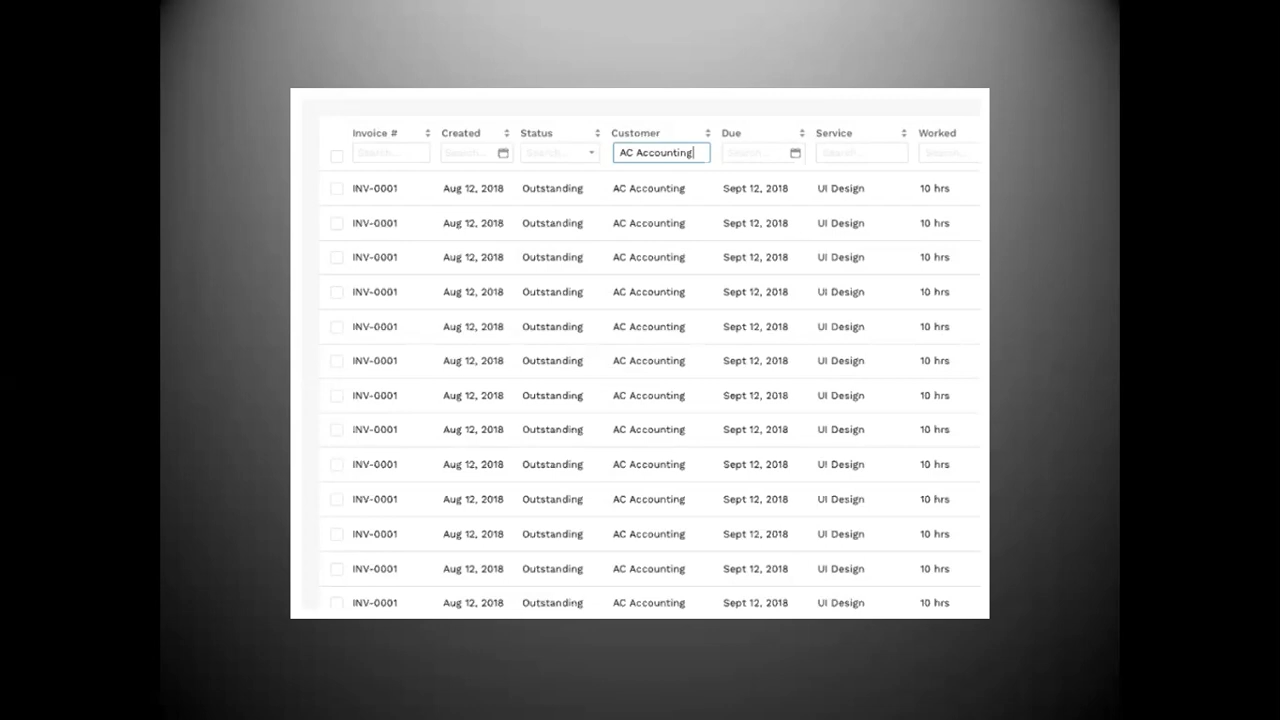 Invoice # Created Status Customer Due Service Worked
Search... Search... Search... AC Accounting Search... Search... Search...
INV-0001 Aug 12, 2018 Outstanding AC Accounting Sept 12, 2018 UI Design 10 hrs
INV-0001 Aug 12, 2018 Outstanding AC Accounting Sept 12, 2018 UI Design 10 hrs
INV-0001 Aug 12, 2018 Outstanding AC Accounting Sept 12, 2018 UI Design 10 hrs
INV-0001 Aug 12, 2018 Outstanding AC Accounting Sept 12, 2018 UI Design 10 hrs
INV-0001 Aug 12, 2018 Outstanding AC Accounting Sept 12, 2018 UI Design 10 hrs
INV-0001 Aug 12, 2018 Outstanding AC Accounting Sept 12, 2018 UI Design 10 hrs
INV-0001 Aug 12, 2018 Outstanding AC Accounting Sept 12, 2018 UI Design 10 hrs
INV-0001 Aug 12, 2018 Outstanding AC Accounting Sept 12, 2018 UI Design 10 hrs
INV-0001 Aug 12, 2018 Outstanding AC Accounting Sept 12, 2018 UI Design 10 hrs
INV-0001 Aug 12, 2018 Outstanding AC Accounting Sept 12, 2018 UI Design 10 hrs
INV-0001 Aug 12, 2018 Outstanding AC Accounting Sept 12, 2018 UI Design 10 hrs
INV-0001 Aug 12, 2018 Outstanding AC Accounting Sept 12, 2018 UI Design 10 hrs
INV-0001 Aug 12, 2018 Outstanding AC Accounting Sept 12, 2018 UI Design 10 hrs